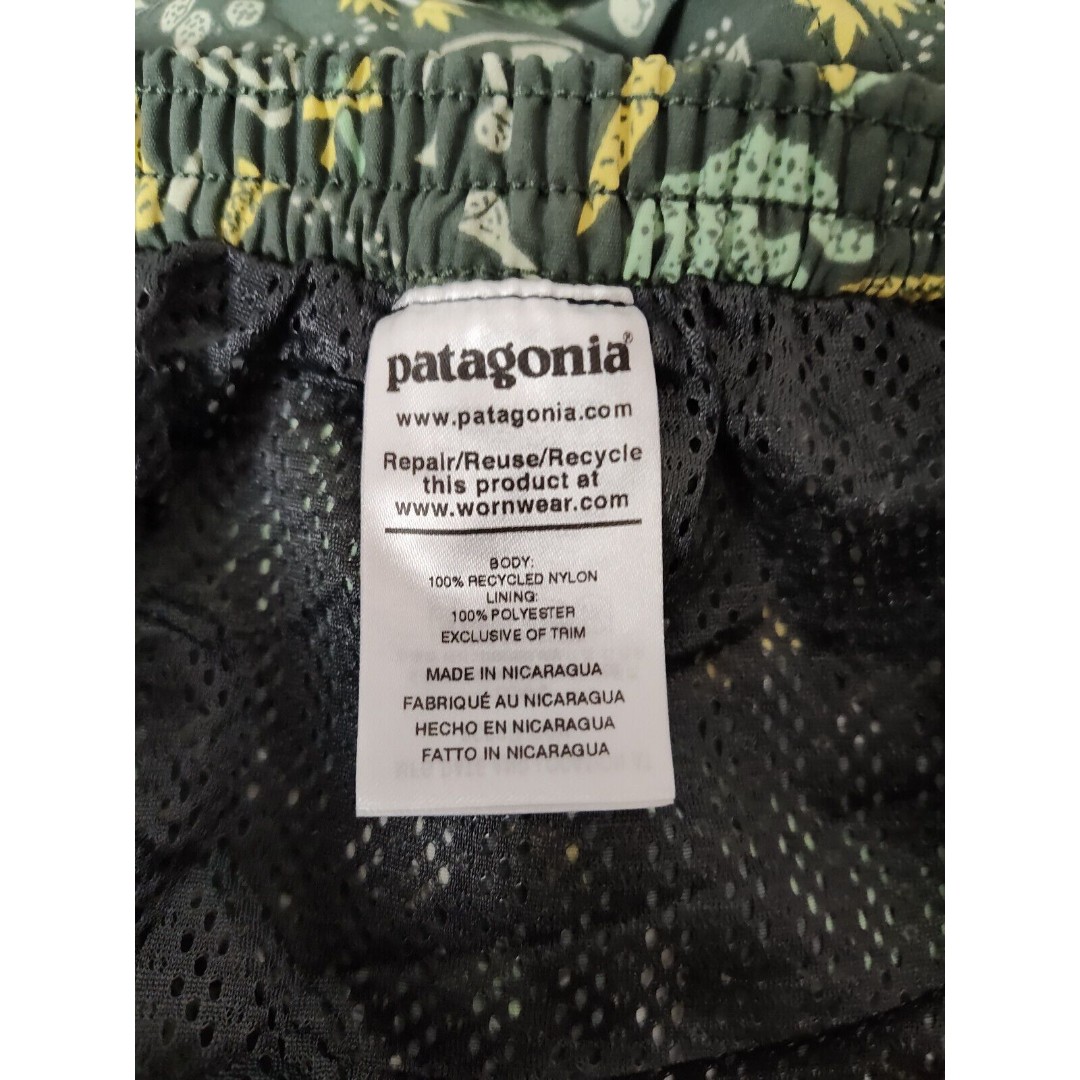 patagonia®
www.patagonia.com
Repair/Reuse/Recycle
this product at
www.wornwear.com
BODY:
100% RECYCLED NYLON
LINING:
100% POLYESTER
EXCLUSIVE OF TRIM
MADE IN NICARAGUA
FABRIQUÉ AU NICARAGUA
HECHO EN NICARAGUA
FATTO IN NICARAGUA